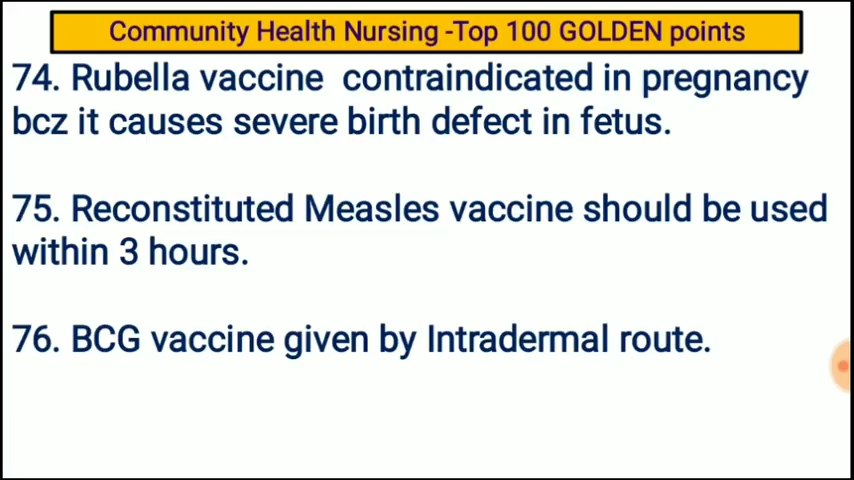 Community Health Nursing -Top 100 GOLDEN points
74. Rubella vaccine contraindicated in pregnancy
bcz it causes severe birth defect in fetus.
75. Reconstituted Measles vaccine should be used
within 3 hours.
76. BCG vaccine given by Intradermal route.